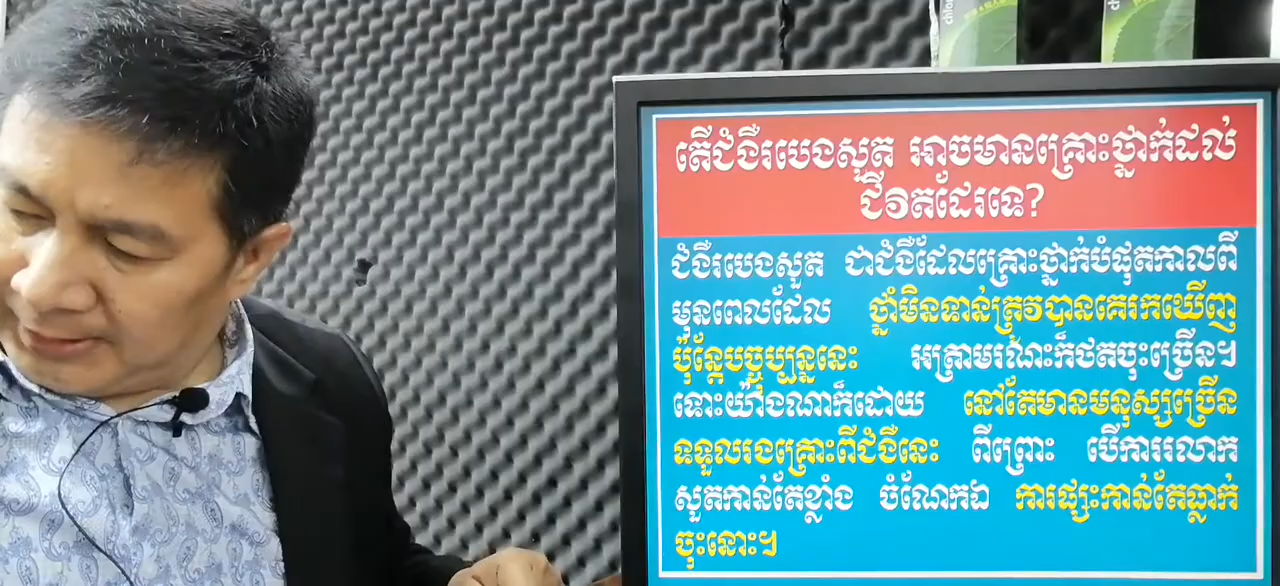 តើជំងឺរបេងសួត អាចមានគ្រោះថ្នាក់ដល់
ជីវិតដែរទេ?
ជំងឺរបេងសួត ជាជំងឺដែលគ្រោះថ្នាក់បំផុតកាលពី
មុនពេលដែល ថ្នាំមិនទាន់ត្រូវបានគេរកឃើញ
ប៉ុន្តែបច្ចុប្បន្ននេះ អត្រាមរណះក៏ថតចុះច្រើន។
ទោះយ៉ាងណាក៏ដោយ នៅតែមានមនុស្សច្រើន
ទទួលរងគ្រោះពីជំងឺនេះ ពីព្រោះ បើការរលាក
សួតកាន់តែខ្លាំង ចំណែកឯ ការផ្សះកាន់តែធ្លាក់
ចុះនោះ។